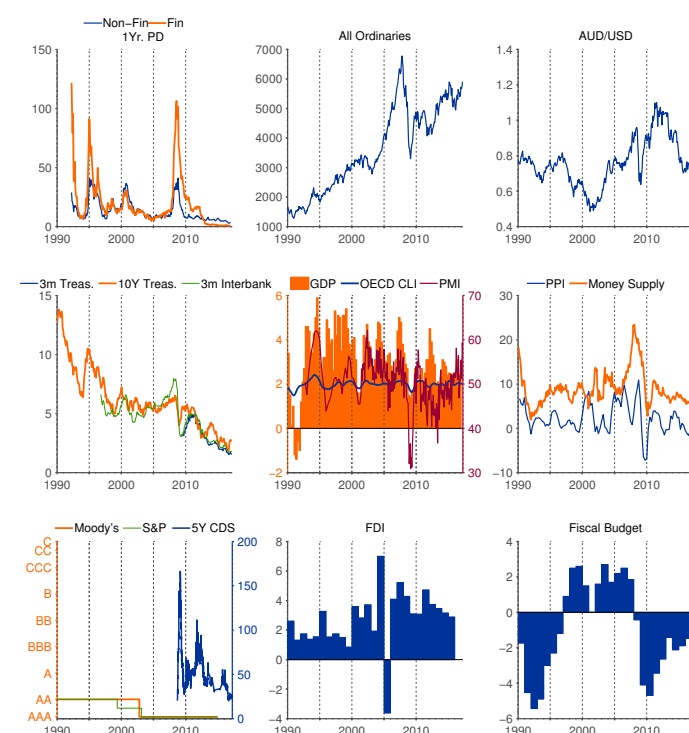 Non−Fin Fin
1Yr. PD
150
100
50
0
1990 2000 2010
All Ordinaries
7000
6000
5000
4000
3000
2000
1000
1990 2000 2010
AUD/USD
1.4
1.2
1
0.8
0.6
0.4
1990 2000 2010
3m Treas. 10Y Treas. 3m Interbank
15
10
5
0
1990 2000 2010
GDP OECD CLI PMI
6
4
2
0
−2
70
60
50
40
30
1990 2000 2010
PPI Money Supply
30
20
10
0
−10
1990 2000 2010
Moody's S&P 5Y CDS
C
CC
CCC
B
BB
BBB
A
AA
AAA
200
150
100
50
0
1990 2000 2010
FDI
8
6
4
2
0
−2
−4
1990 2000 2010
Fiscal Budget
4
2
0
−2
−4
−6
1990 2000 2010